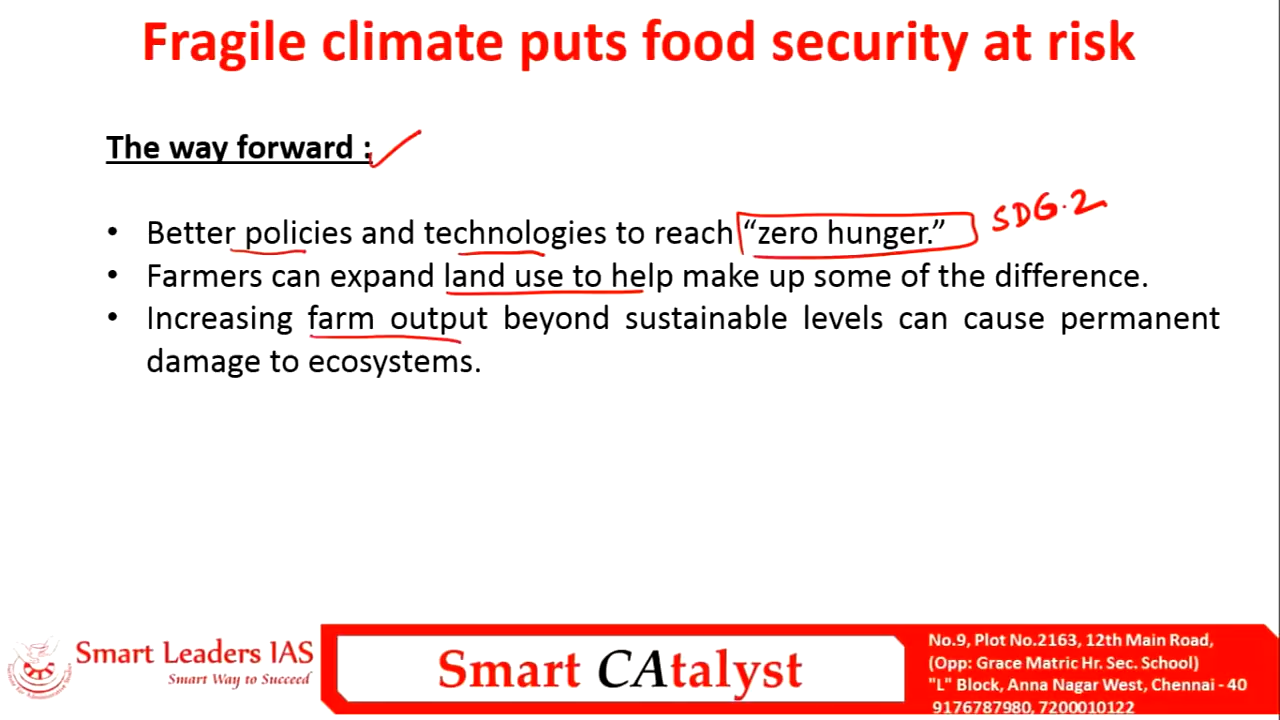 Fragile climate puts food security at risk
The way forward :
• Better policies and technologies to reach “zero hunger.” SDG.2
• Farmers can expand land use to help make up some of the difference.
• Increasing farm output beyond sustainable levels can cause permanent
damage to ecosystems.
Smart Leaders IAS
Smart Way to Succeed
Smart CAtalyst
No.9, Plot No.2163, 12th Main Road,
(Opp: Grace Matric Hr. Sec. School)
"L" Block, Anna Nagar West, Chennai - 40
9176787980, 7200010122